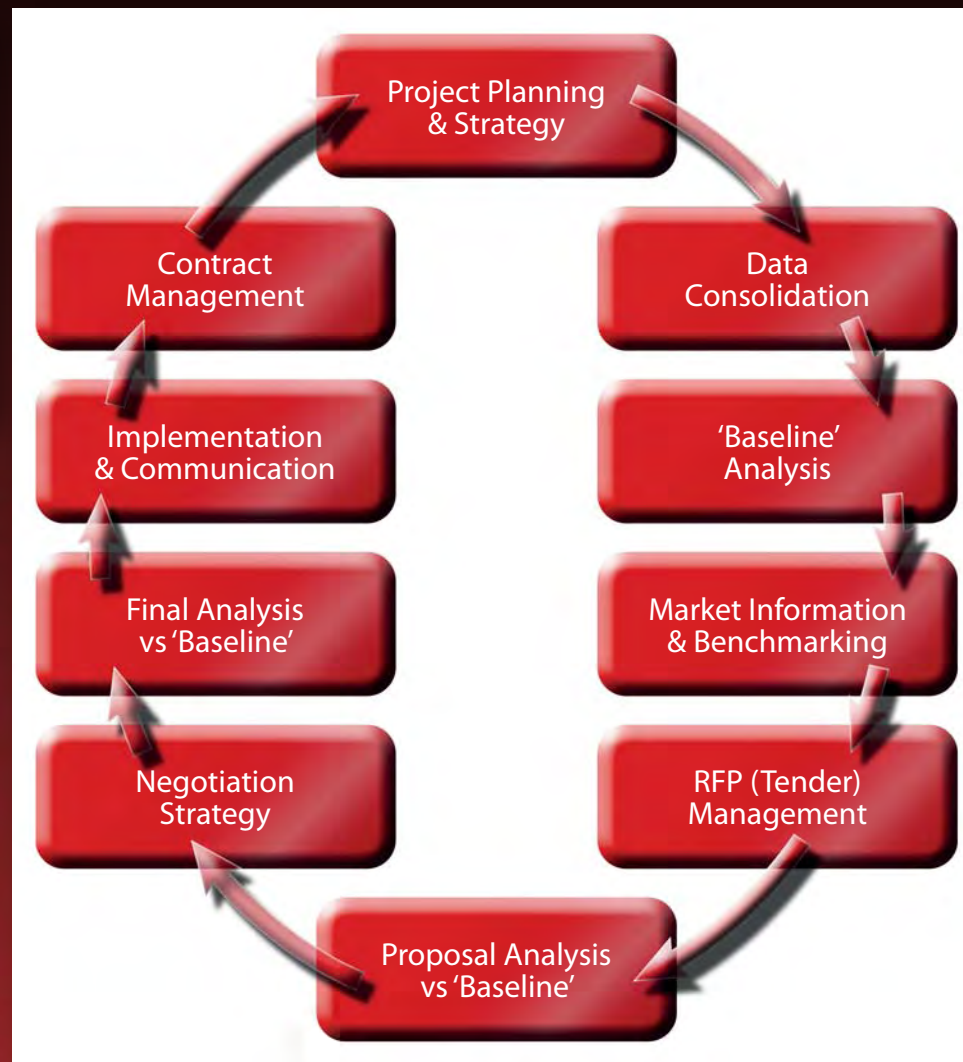 Project Planning
& Strategy
Data
Consolidation
‘Baseline’
Analysis
Market Information
& Benchmarking
RFP (Tender)
Management
Proposal Analysis
vs ‘Baseline’
Negotiation
Strategy
Final Analysis
vs ‘Baseline’
Implementation
& Communication
Contract
Management